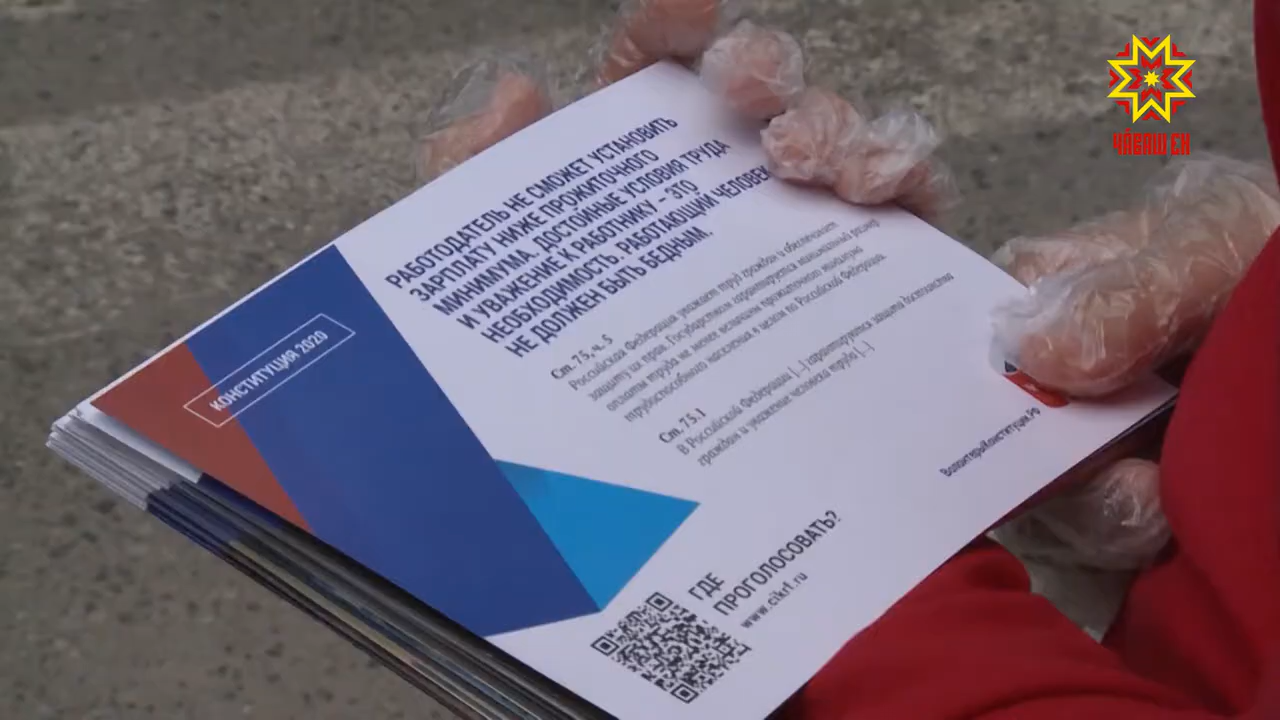 ЧӐВАШ ЕН
РАБОТОДАТЕЛЬ НЕ СМОЖЕТ УСТАНОВИТЬ
ЗАРПЛАТУ НИЖЕ ПРОЖИТОЧНОГО
МИНИМУМА. ДОСТОЙНЫЕ УСЛОВИЯ ТРУДА
И УВАЖЕНИЕ К РАБОТНИКУ – ЭТО
НЕОБХОДИМОСТЬ. РАБОТАЮЩИЙ ЧЕЛОВЕК
НЕ ДОЛЖЕН БЫТЬ БЕДНЫМ.
Ст. 75, ч. 5
Российская Федерация уважает труд граждан и обеспечивает
защиту их прав. Государством гарантируется минимальный размер
оплаты труда не менее величины прожиточного минимума
трудоспособного населения в целом по Российской Федерации.
Ст. 75.1
В Российской Федерации [...] гарантируются защита достоинства
граждан и уважение человека труда [...]
КОНСТИТУЦИЯ 2020
ВолонтерыКонституции.РФ
ГДЕ
ПРОГОЛОСОВАТЬ?
www.cikrf.ru